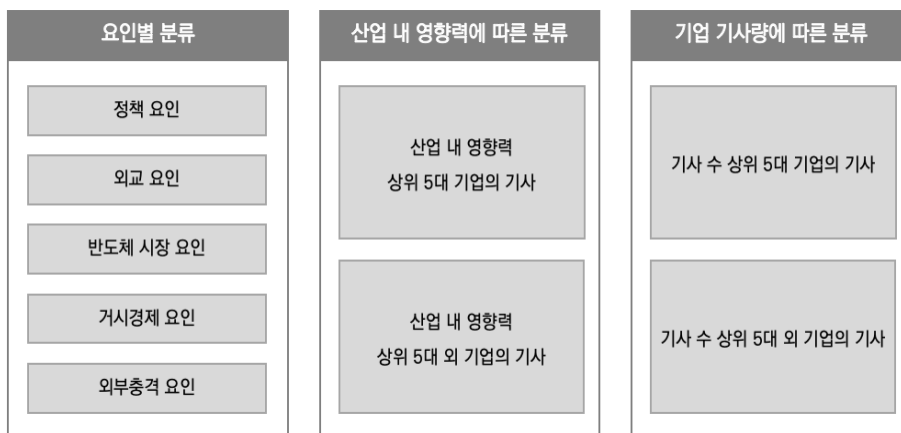 요인별 분류
정책 요인
외교 요인
반도체 시장 요인
거시경제 요인
외부충격 요인
산업 내 영향력에 따른 분류
산업 내 영향력
상위 5대 기업의 기사
산업 내 영향력
상위 5대 외 기업의 기사
기업 기사량에 따른 분류
기사 수 상위 5대 기업의 기사
기사 수 상위 5대 외 기업의 기사